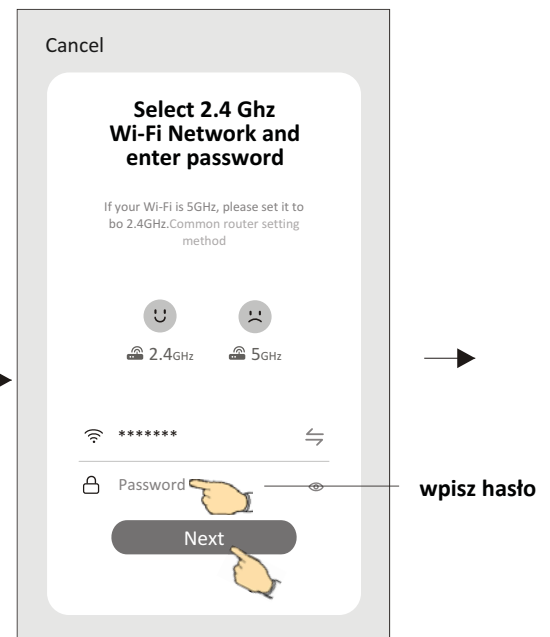 Cancel
Select 2.4 Ghz
Wi-Fi Network and
enter password
If your Wi-Fi is 5GHz, please set it to
bo 2.4GHz.Common router setting
method
2.4GHz 5GHz
*******
Password
wpisz hasło
Next